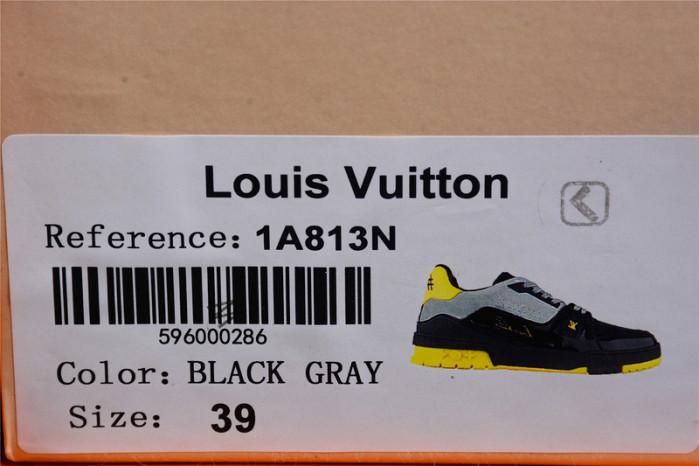 Louis Vuitton
Reference: 1A813N
596000286
Color: BLACK GRAY
Size: 39